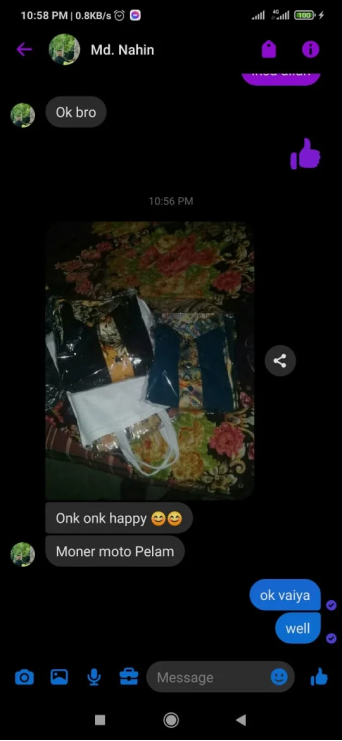 10:58 PM | 0.8KB/s
4G
100
Md. Nahin
Ok bro
10:56 PM
Onk onk happy 😊😊
Moner moto Pelam
ok vaiya
well
Message